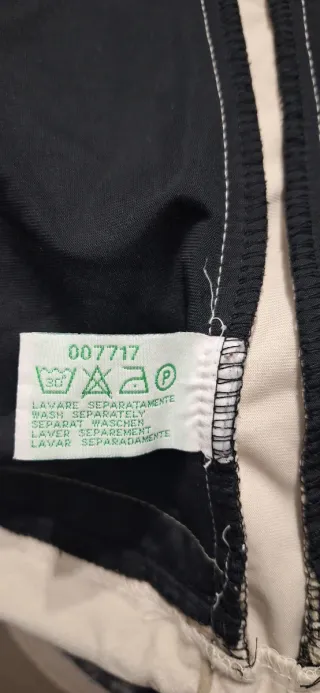 007717
30° P
LAVARE SEPARATAMENTE
WASH SEPARATELY
SEPARAT WASCHEN
LAVER SEPAREMENT
LAVAR SEPARADAMENTE